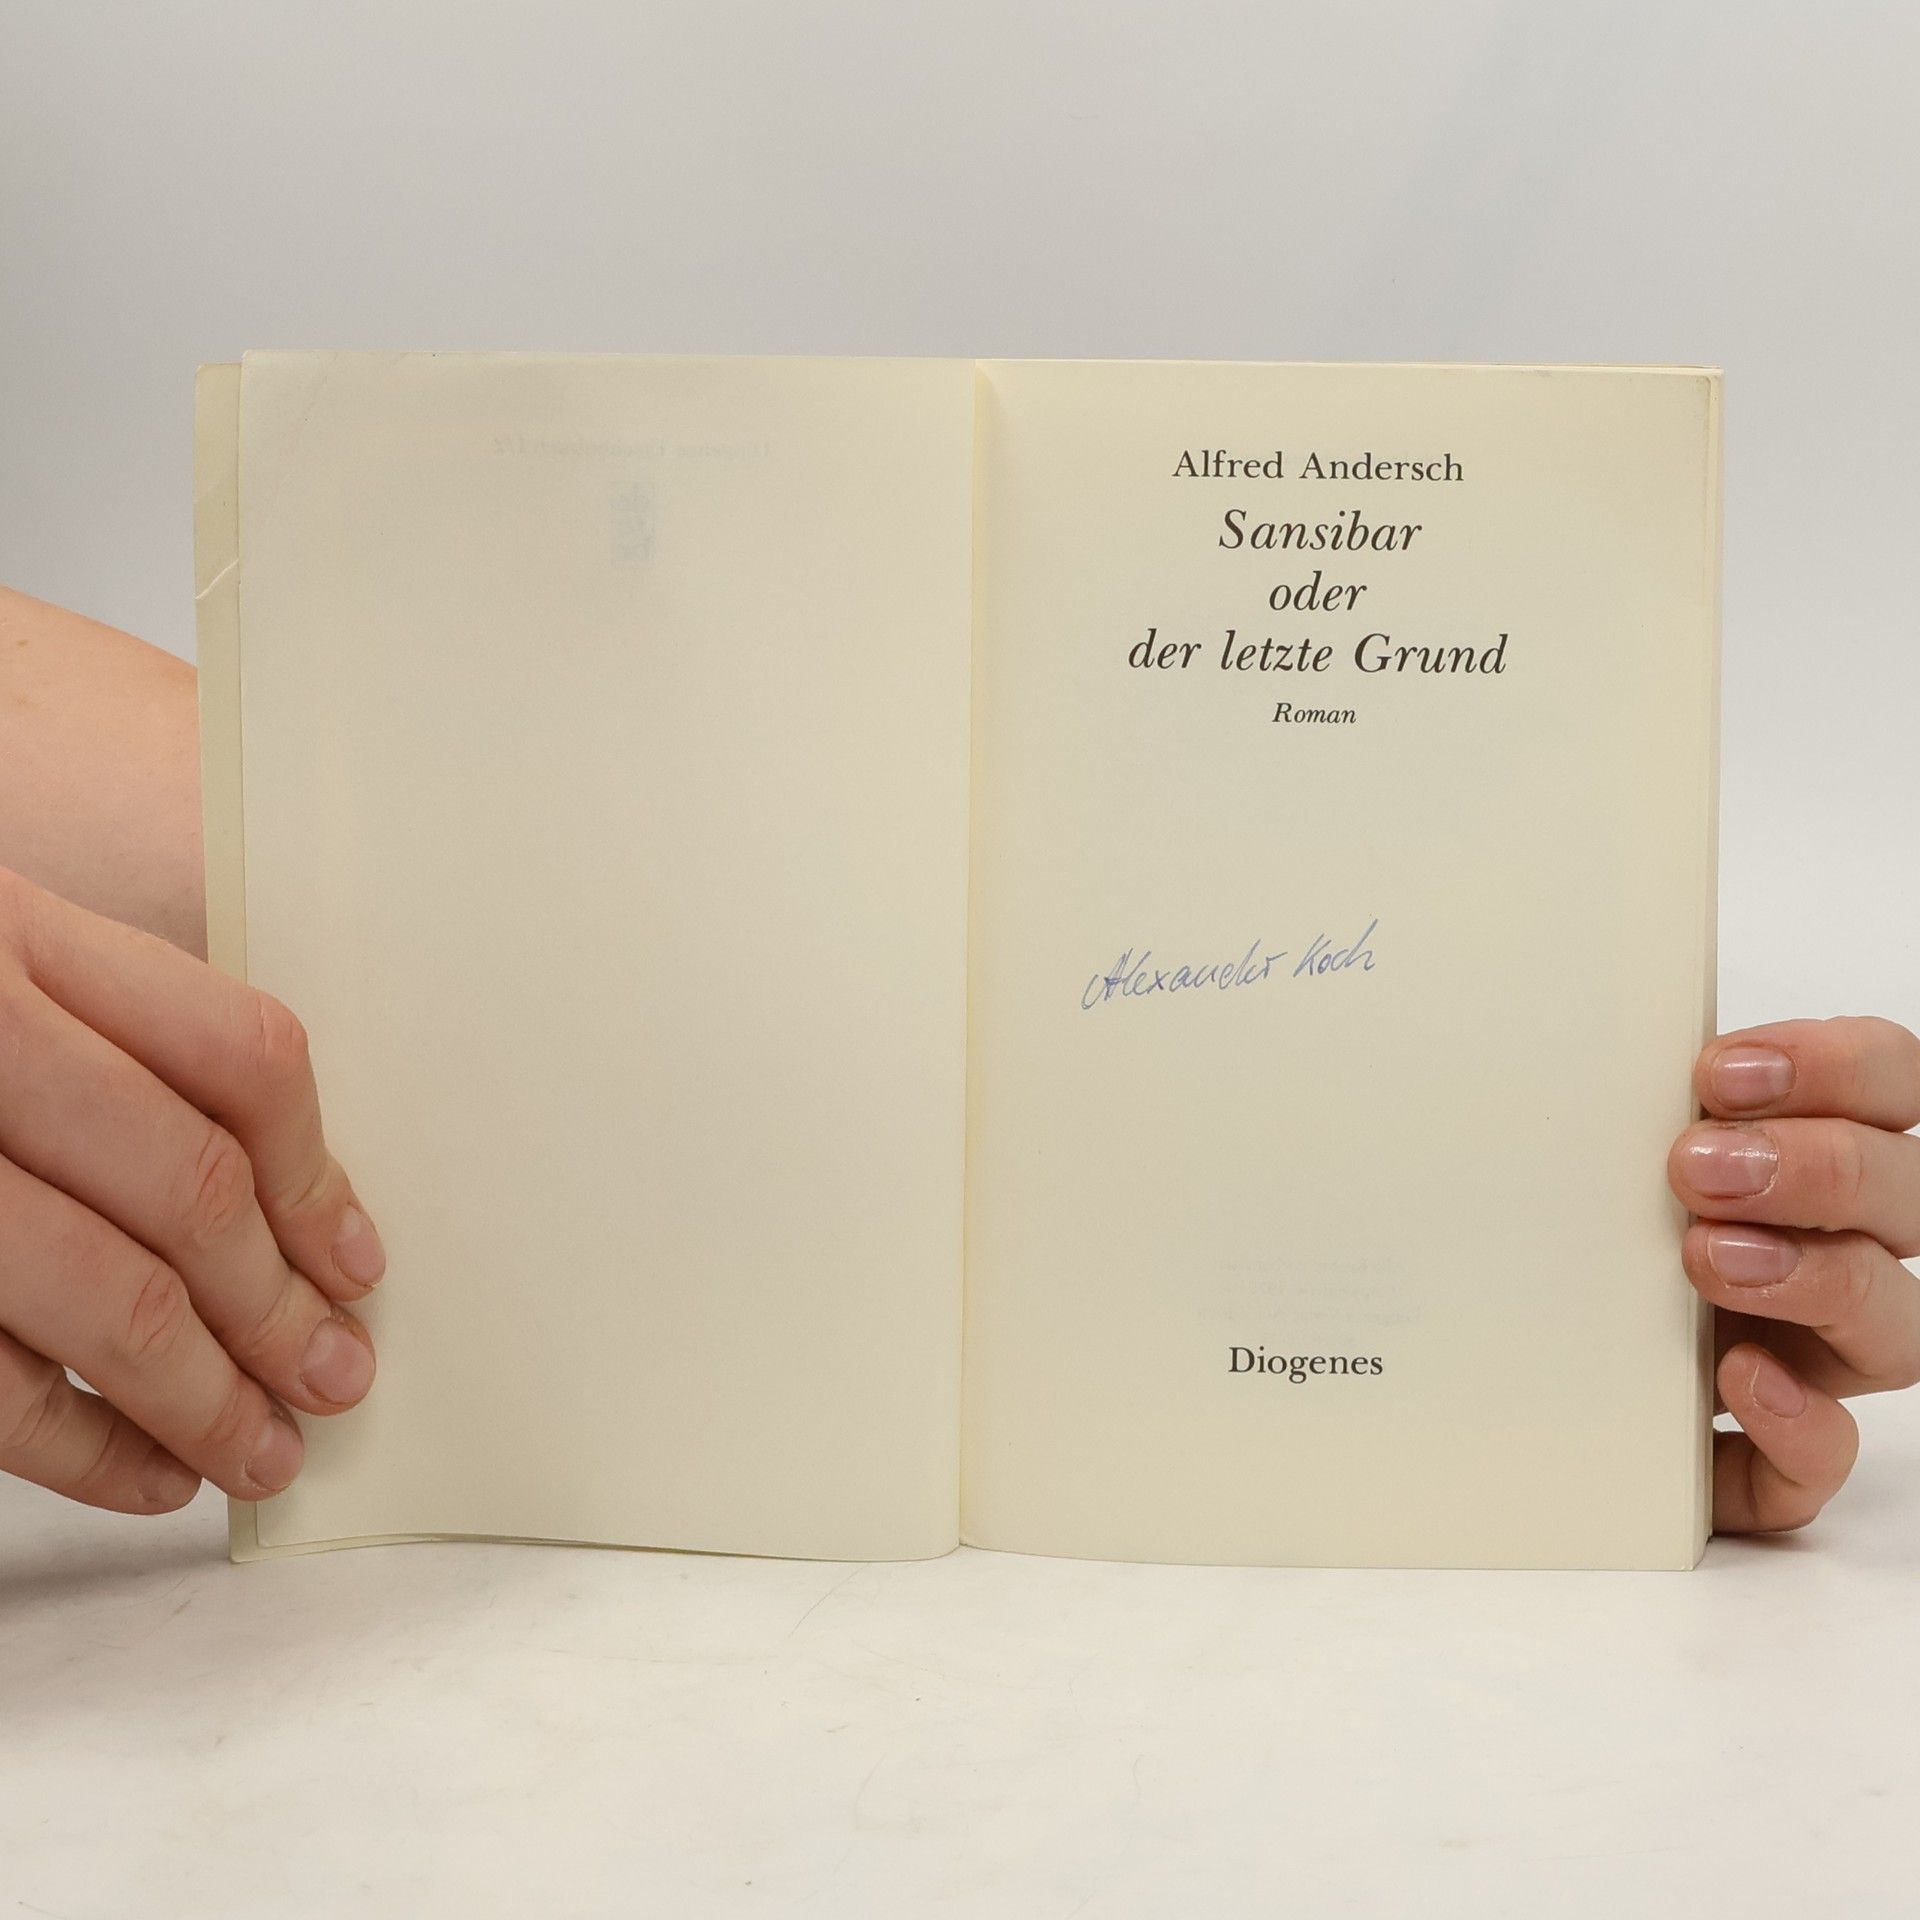 Alfred Andersch
Sansibar
oder
der letzte Grund
Roman
Alexander Koch
Diogenes